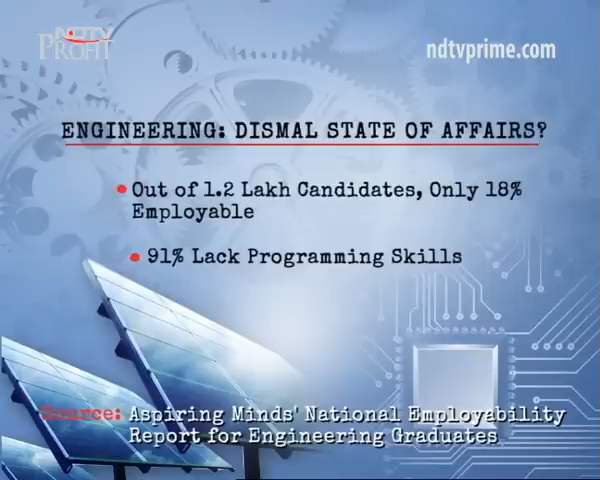 NDTV
PROFIT
ndtvprime.com
ENGINEERING: DISMAL STATE OF AFFAIRS?
Out of 1.2 Lakh Candidates, Only 18%
Employable
91% Lack Programming Skills
Source: Aspiring Minds' National Employability
Report for Engineering Graduates